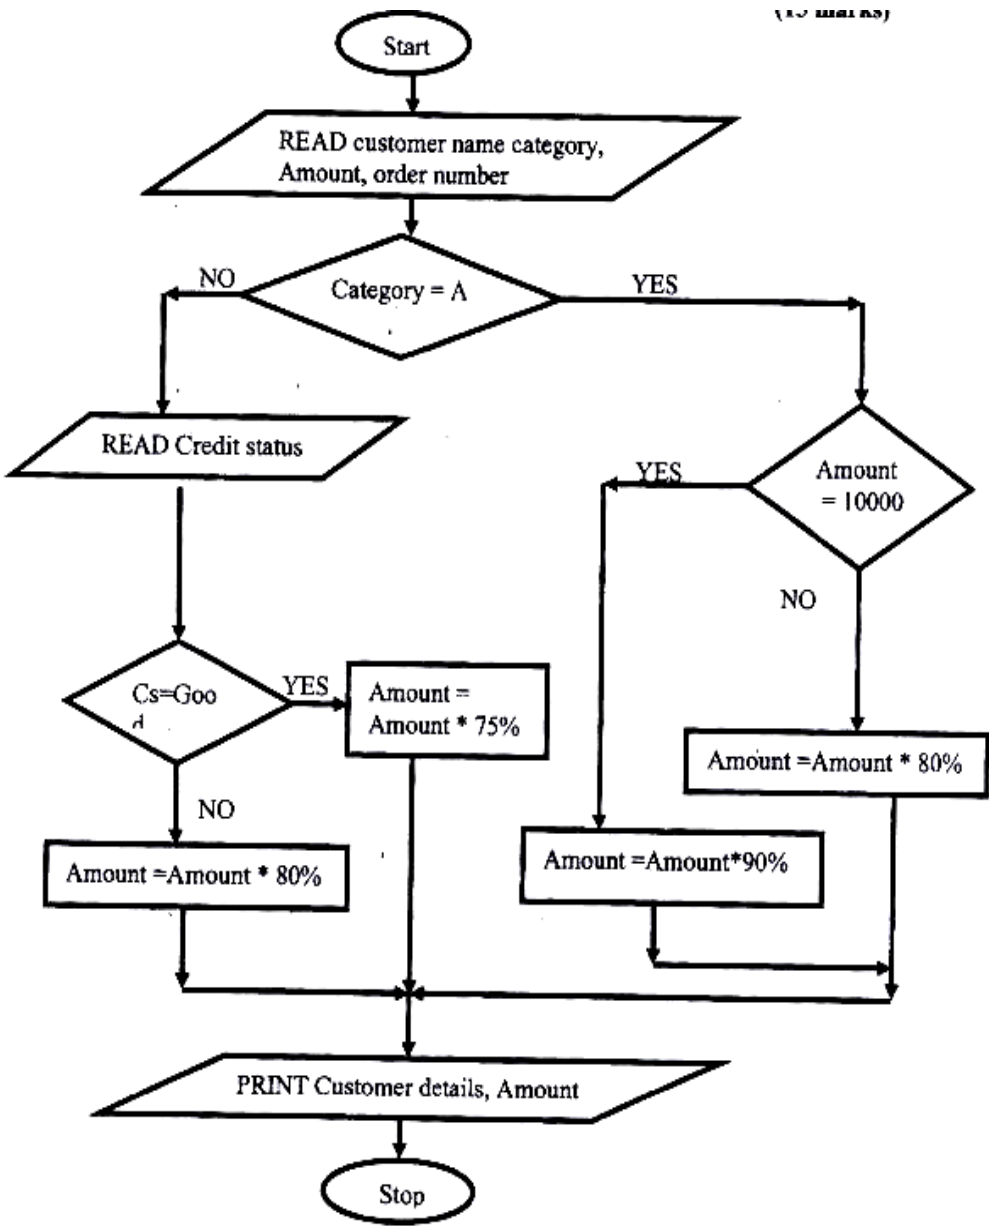 (15 marks)
Start
READ customer name category,
Amount, order number
Category = A
NO
YES
READ Credit status
YES
Amount
= 10000
NO
Cs=Goo
d
YES
Amount =
Amount * 75%
NO
Amount =Amount * 80%
Amount =Amount * 80%
Amount =Amount*90%
PRINT Customer details, Amount
Stop